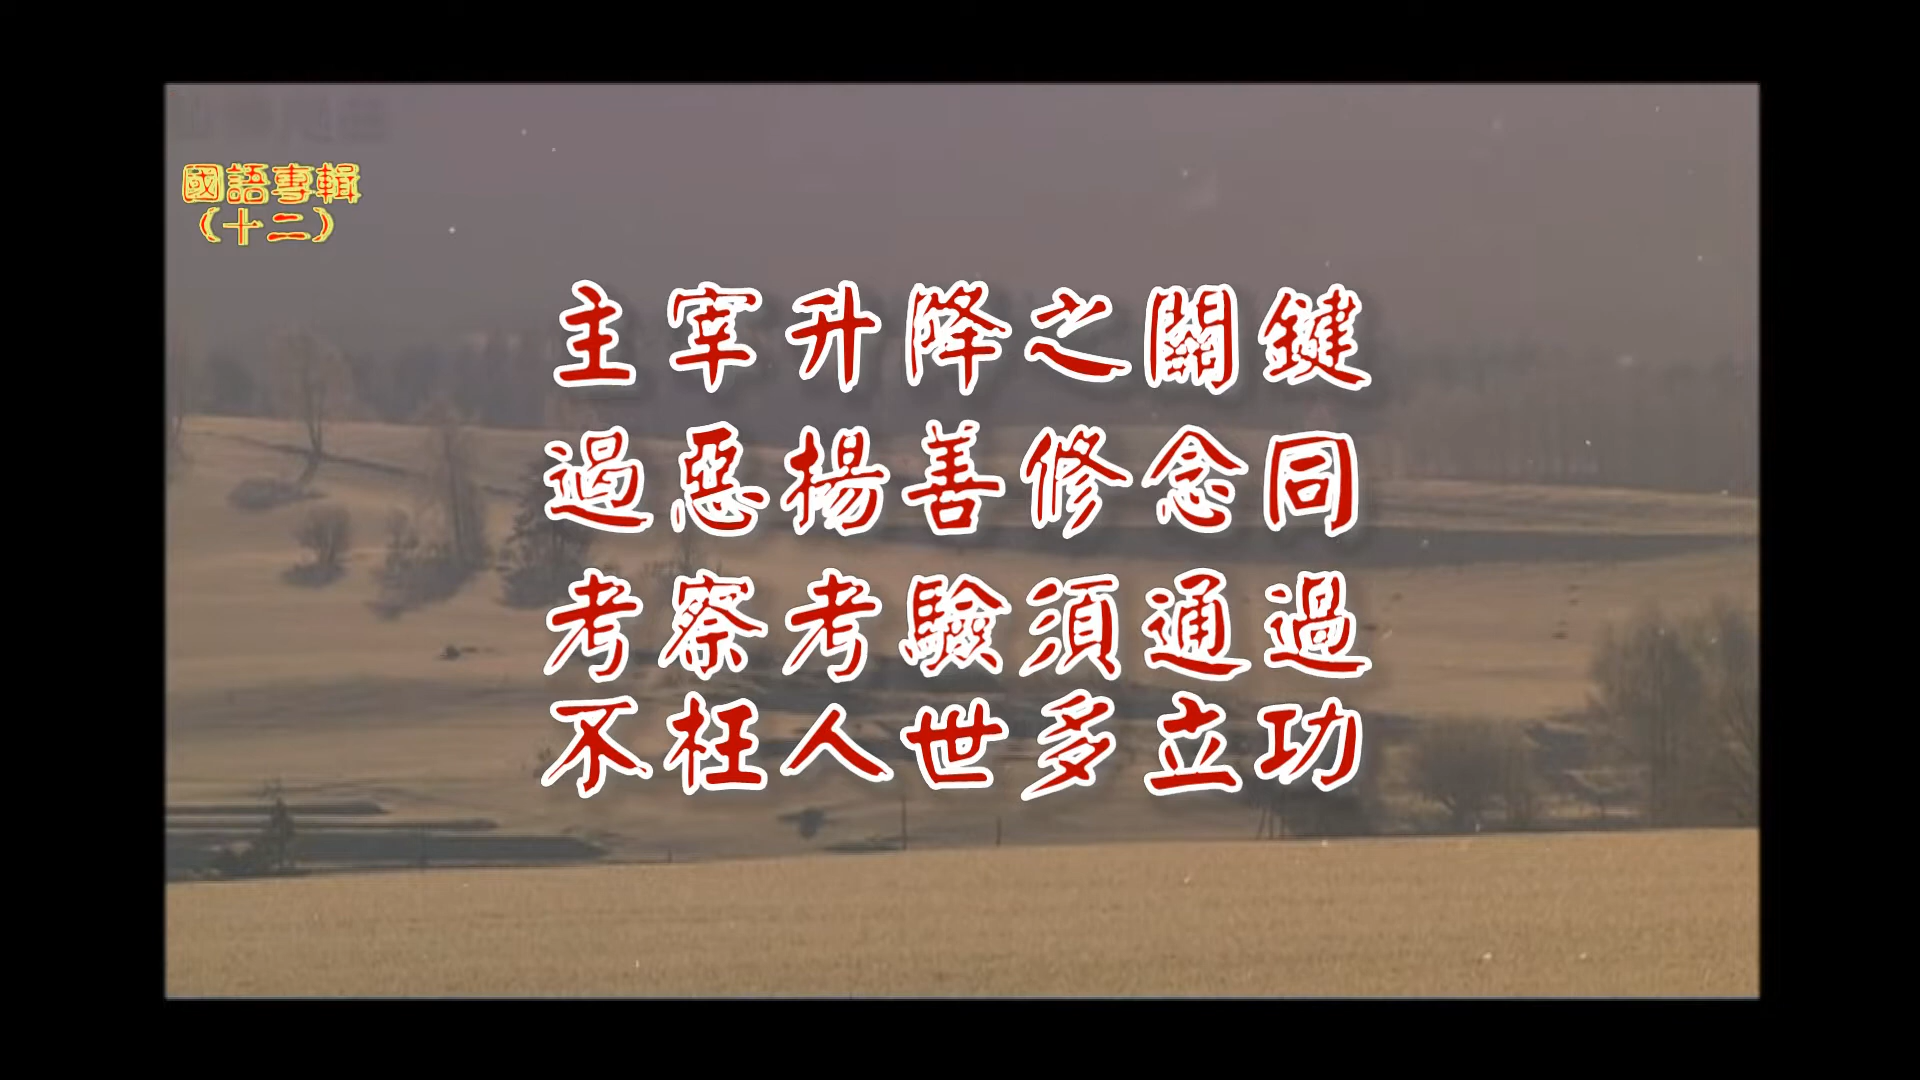 國語專輯
（十二）
主宰升降之關鍵
遏惡揚善修念同
考察考驗須通過
不枉人世多立功